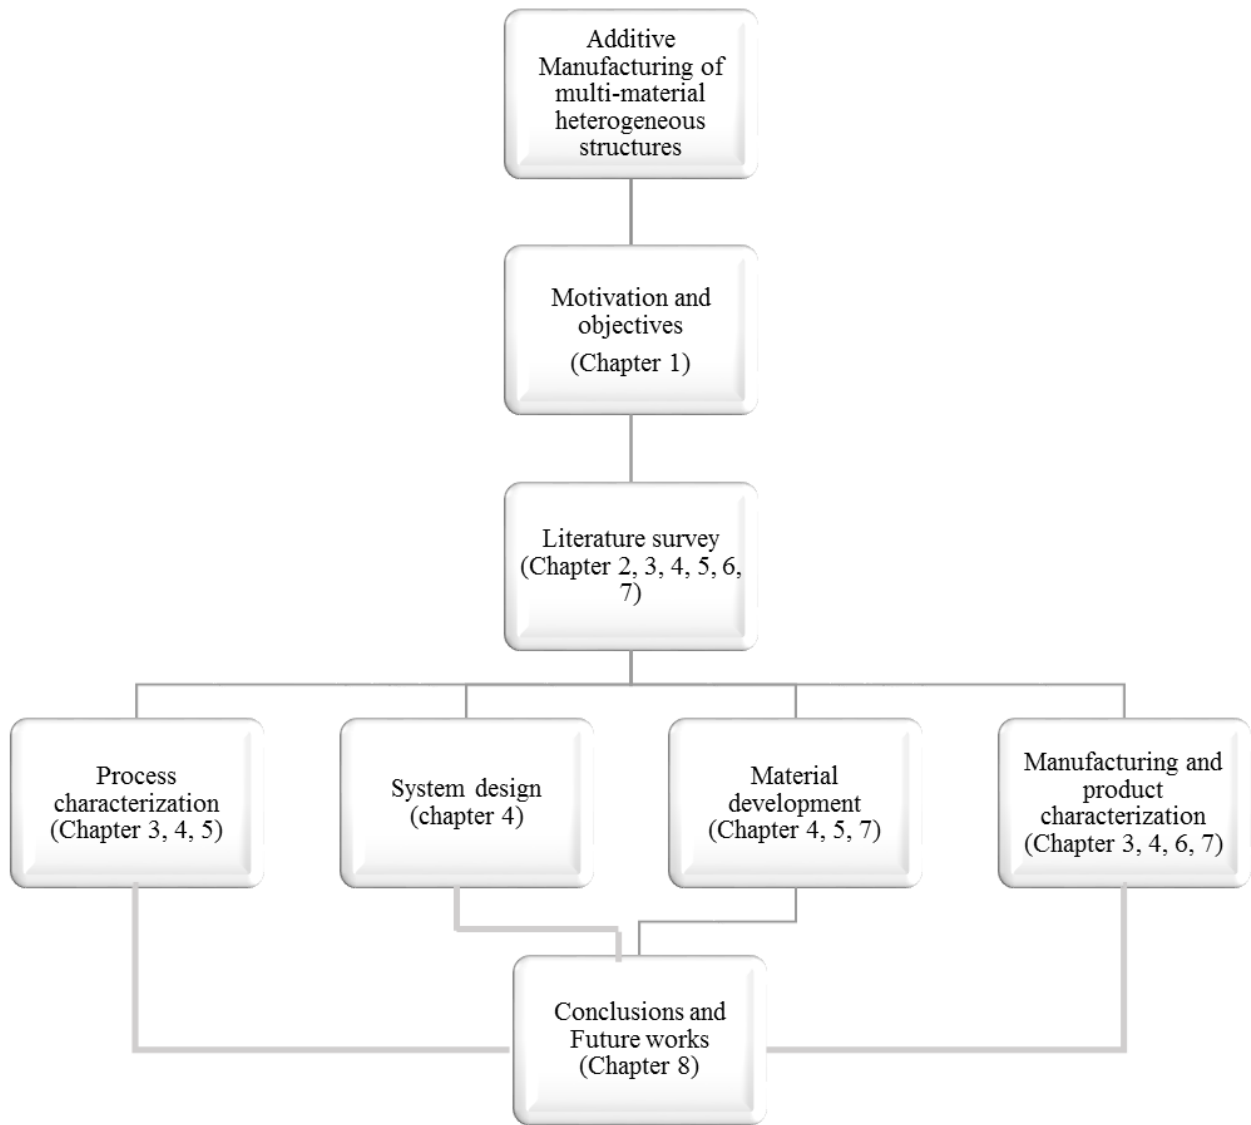 Additive
Manufacturing of
multi-material
heterogeneous
structures
Motivation and
objectives
(Chapter 1)
Literature survey
(Chapter 2, 3, 4, 5, 6,
7)
Process
characterization
(Chapter 3, 4, 5)
System design
(chapter 4)
Material
development
(Chapter 4, 5, 7)
Manufacturing and
product
characterization
(Chapter 3, 4, 6, 7)
Conclusions and
Future works
(Chapter 8)